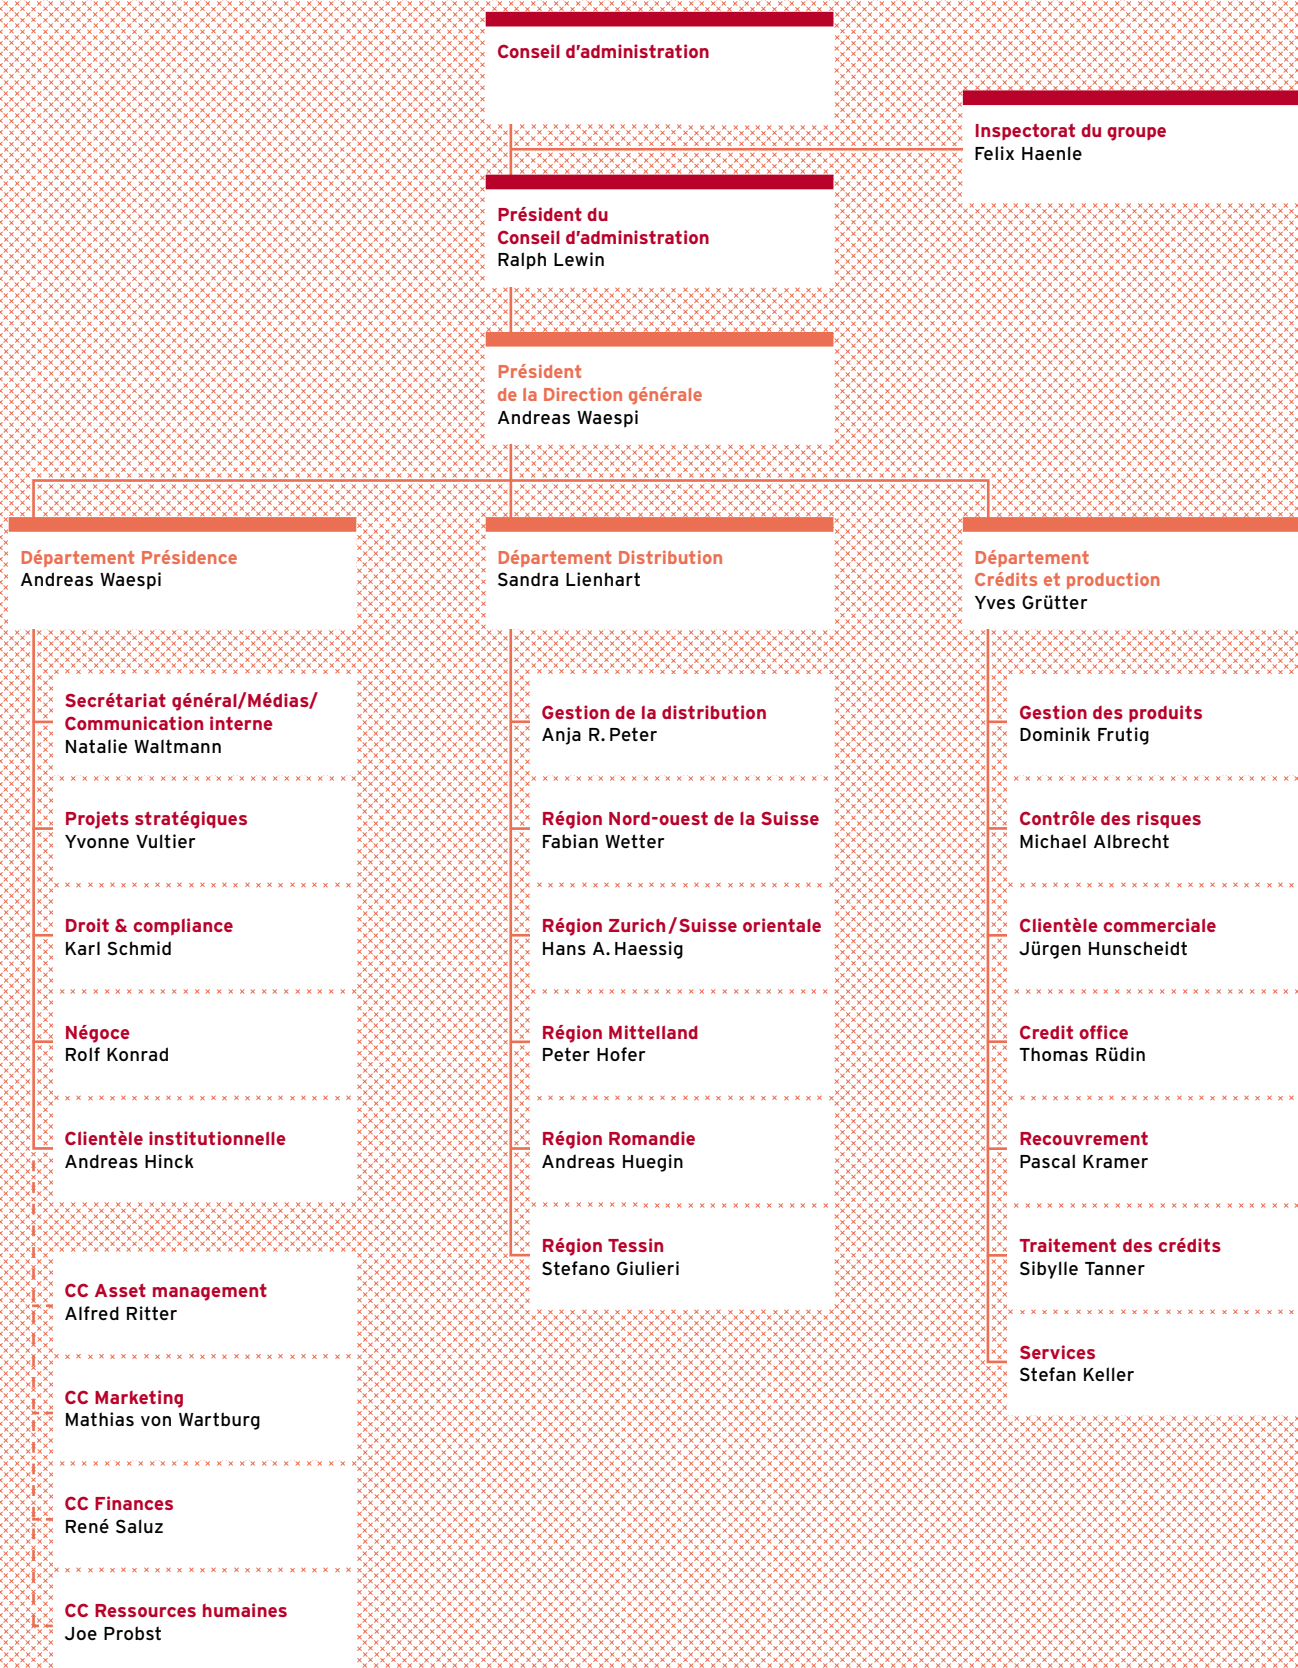 Conseil d'administration
Inspectorat du groupe
Felix Haenle
Président du
Conseil d'administration
Ralph Lewin
Président
de la Direction générale
Andreas Waespi
Département Présidence
Andreas Waespi
Secrétariat général/Médias/
Communication interne
Natalie Waltmann
Projets stratégiques
Yvonne Vultier
Droit & compliance
Karl Schmid
Négoce
Rolf Konrad
Clientèle institutionnelle
Andreas Hinck
CC Asset management
Alfred Ritter
CC Marketing
Mathias von Wartburg
CC Finances
René Saluz
CC Ressources humaines
Joe Probst
Département Distribution
Sandra Lienhart
Gestion de la distribution
Anja R. Peter
Région Nord-ouest de la Suisse
Fabian Wetter
Région Zurich/Suisse orientale
Hans A. Haessig
Région Mittelland
Peter Hofer
Région Romandie
Andreas Huegin
Région Tessin
Stefano Giulieri
Département
Crédits et production
Yves Grütter
Gestion des produits
Dominik Frutig
Contrôle des risques
Michael Albrecht
Clientèle commerciale
Jürgen Hunscheidt
Credit office
Thomas Rüdin
Recouvrement
Pascal Kramer
Traitement des crédits
Sibylle Tanner
Services
Stefan Keller